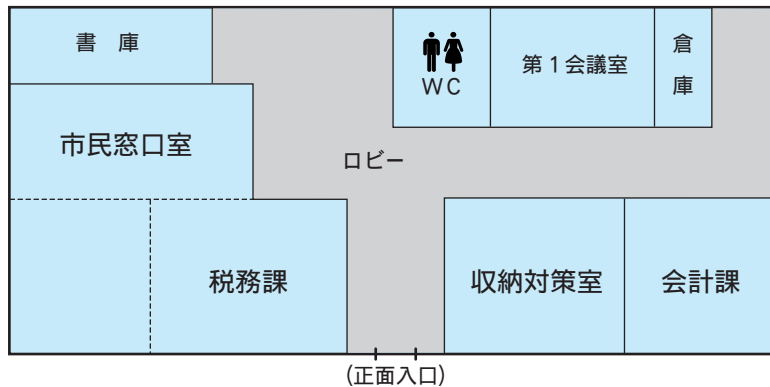 書 庫
WC
第1会議室
倉庫
市民窓口室
ロビー
税務課
収納対策室
会計課
(正面入口)